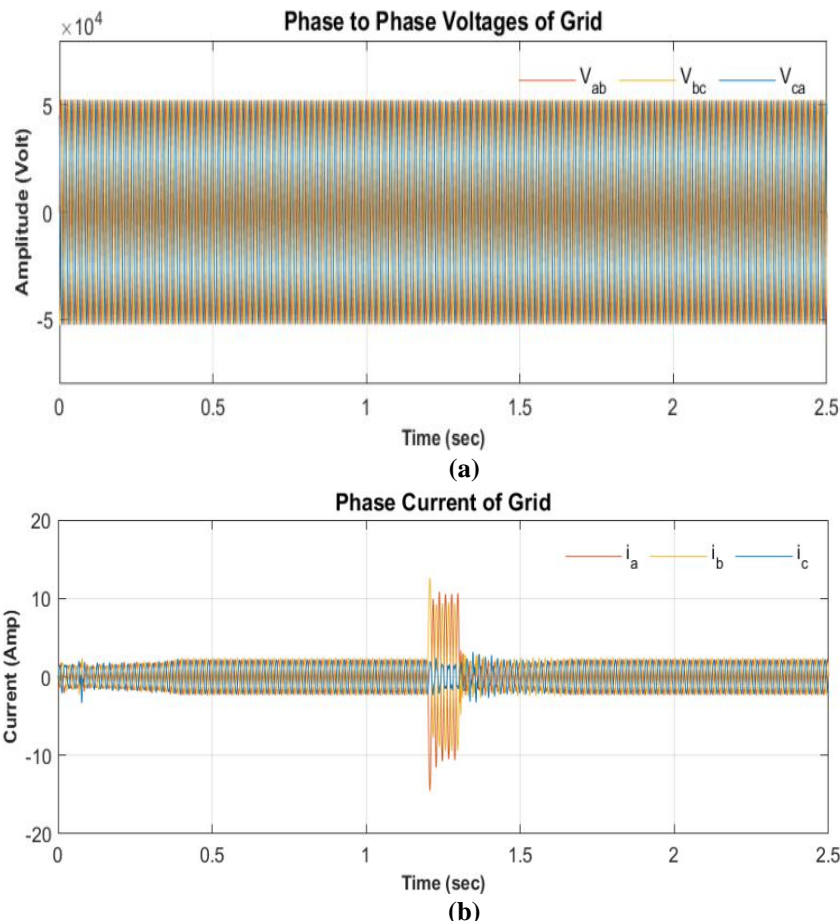 Phase to Phase Voltages of Grid
×10⁴
V_ab V_bc V_ca
5
0
-5
Amplitude (Volt)
0 0.5 1 1.5 2 2.5
Time (sec)
(a)
Phase Current of Grid
i_a i_b i_c
20
10
0
-10
-20
Current (Amp)
0 0.5 1 1.5 2 2.5
Time (sec)
(b)